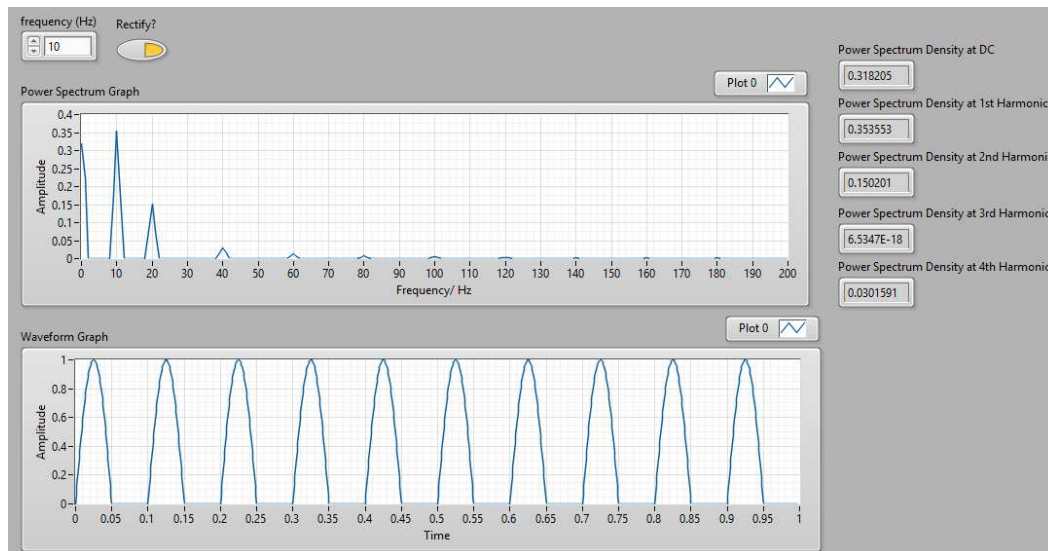 frequency (Hz)
Rectify?
10
Power Spectrum Density at DC
0.318205
Plot 0
Power Spectrum Graph
Power Spectrum Density at 1st Harmonic
0.353553
Power Spectrum Density at 2nd Harmoni
0.150201
Power Spectrum Density at 3rd Harmonic
6.5347E-18
Power Spectrum Density at 4th Harmonic
0.0301591
0.4
0.35
0.3
0.25
0.2
0.15
0.1
0.05
0
Amplitude
0 10 20 30 40 50 60 70 80 90 100 110 120 130 140 150 160 170 180 190 200
Frequency/ Hz
Plot 0
Waveform Graph
1
0.8
0.6
0.4
0.2
0
Amplitude
0 0.05 0.1 0.15 0.2 0.25 0.3 0.35 0.4 0.45 0.5 0.55 0.6 0.65 0.7 0.75 0.8 0.85 0.9 0.95 1
Time